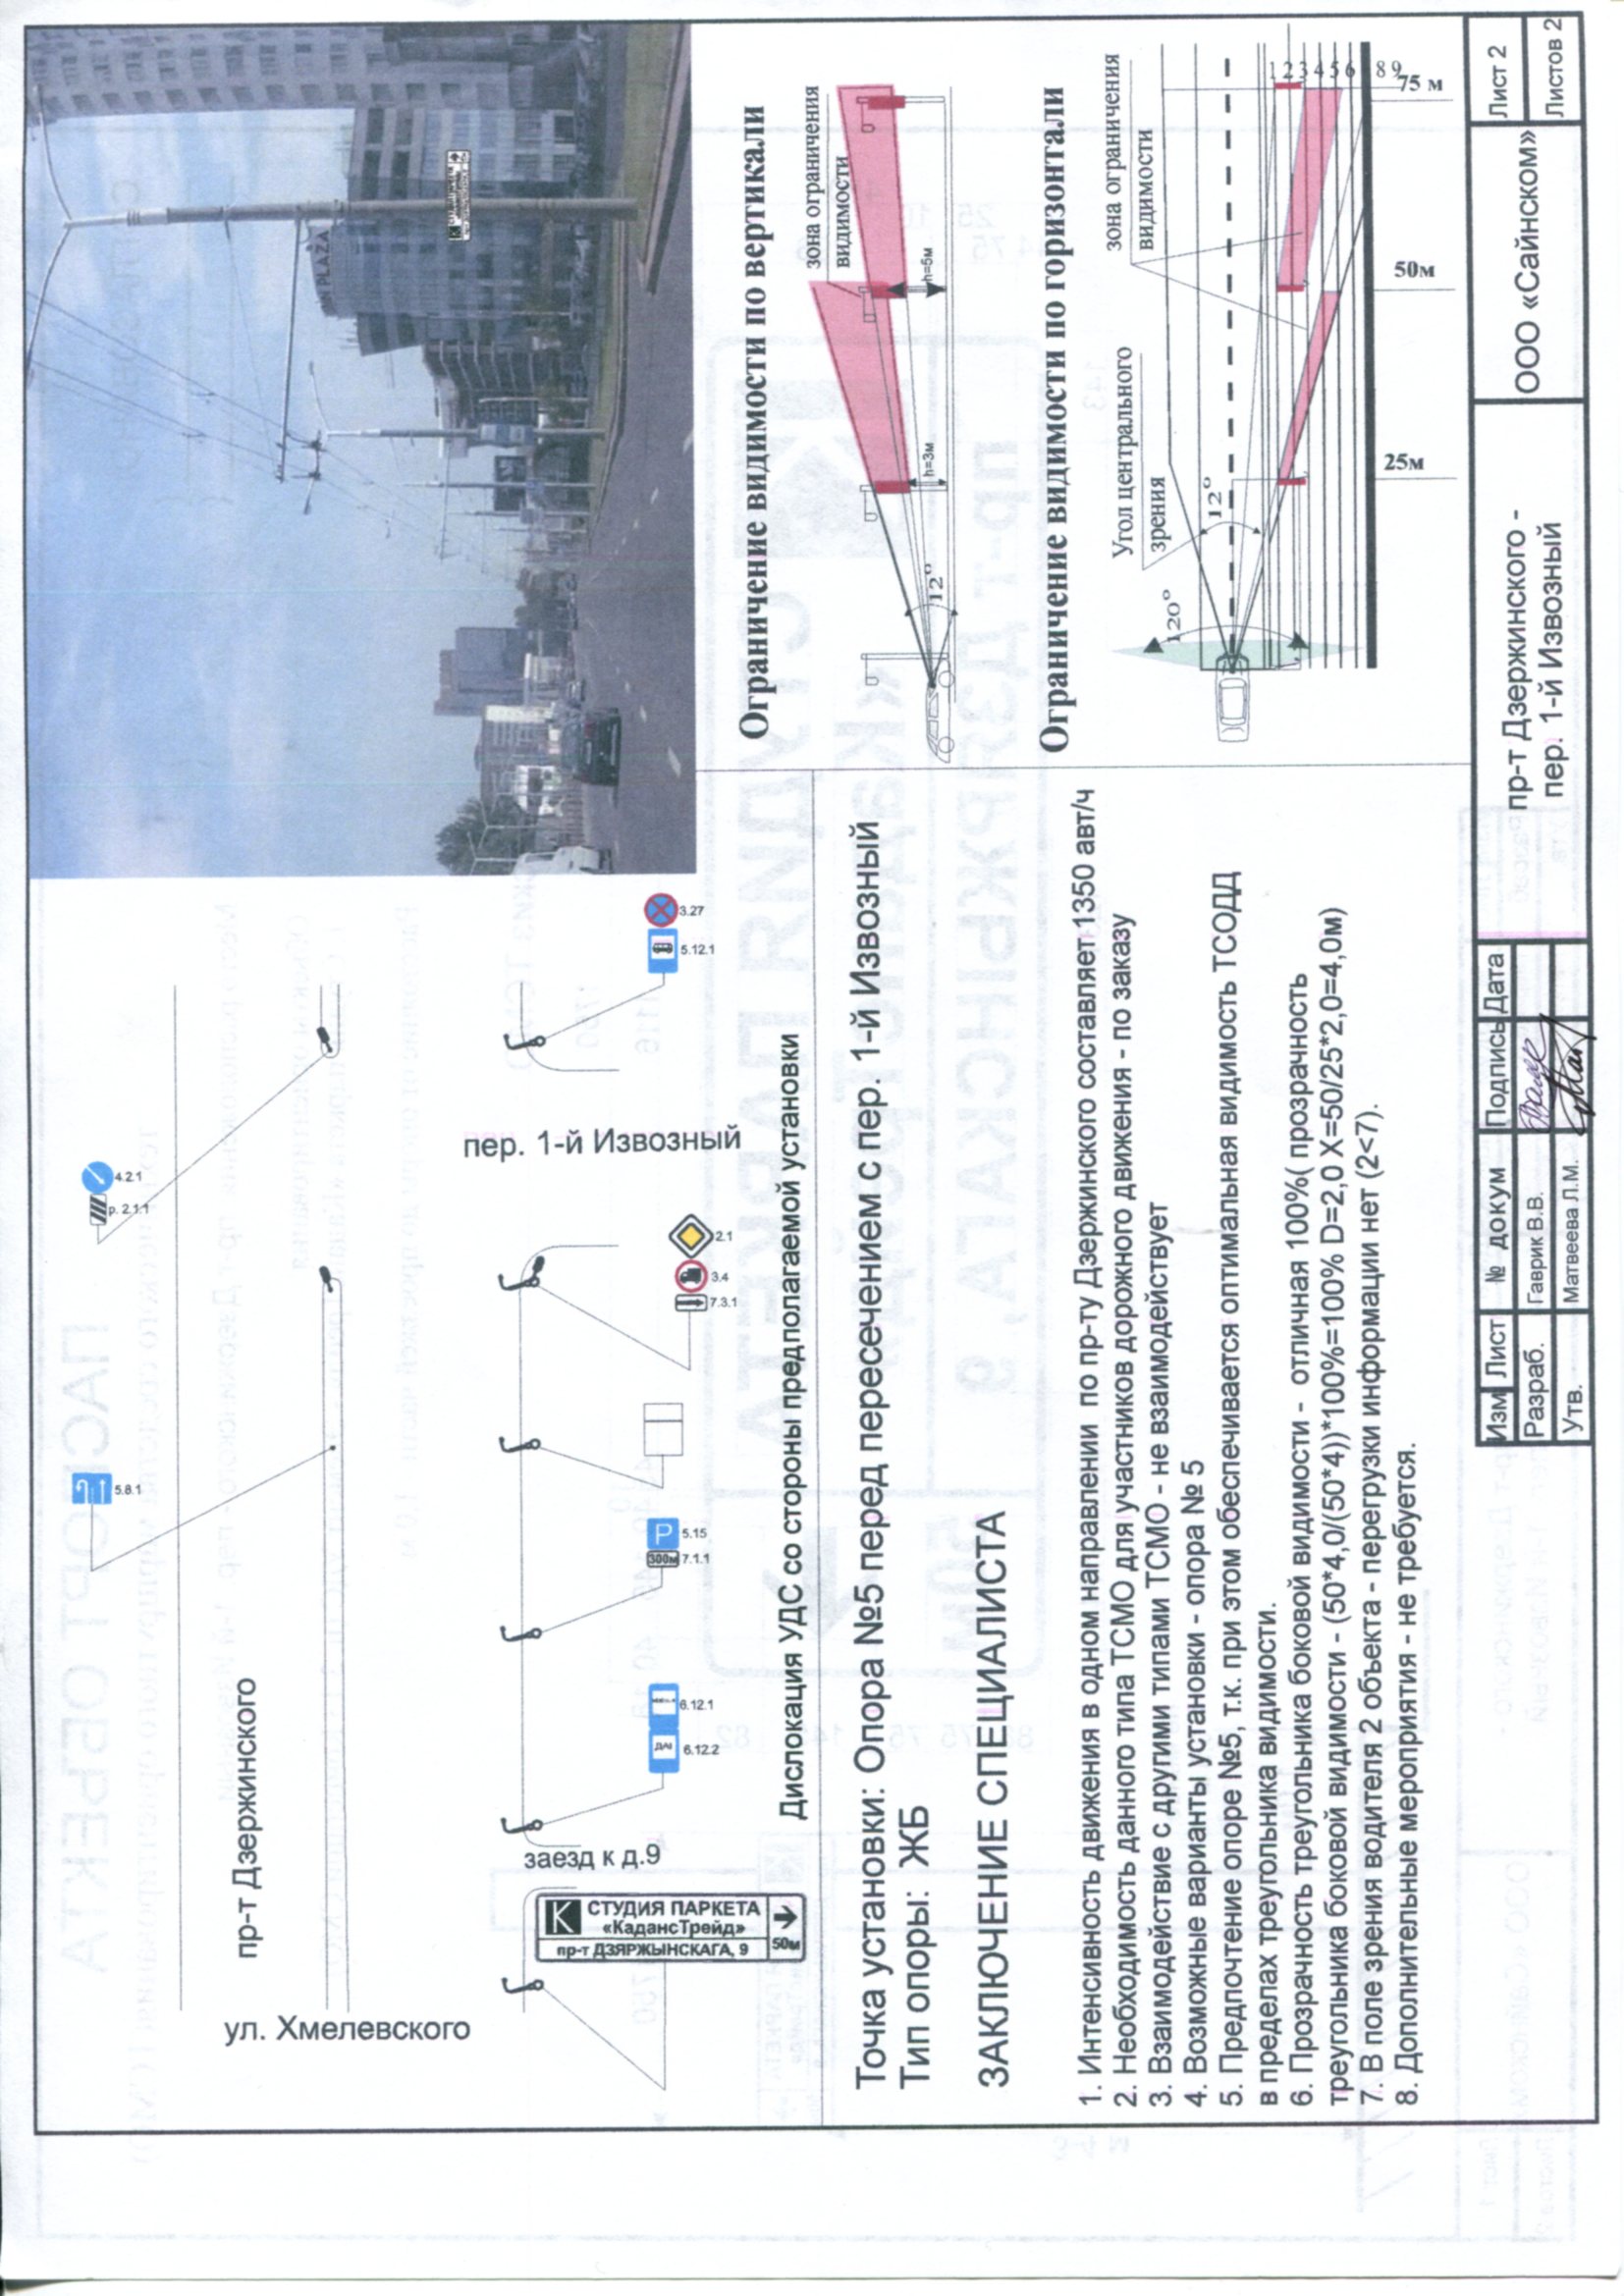 4.2.1
р. 2.1.1
5.8.1
пр-т Дзержинского
ул. Хмелевского
пер. 1-й Извозный
3.27
5.12.1
2.1
3.4
7.3.1
P
5.15
300м
7.1.1
6.12.1
ДАІ
6.12.2
заезд к д.9
K
СТУДИЯ ПАРКЕТА
«КадансТрейд»
пр-т ДЗЯРЖЫНСКАГА, 9
50м
Дислокация УДС со стороны предполагаемой установки
PLAZA
Точка установки: Опора №5 перед пересечением с пер. 1-й Извозный
Тип опоры: ЖБ
ЗАКЛЮЧЕНИЕ СПЕЦИАЛИСТА
1. Интенсивность движения в одном направлении по пр-ту Дзержинского составляет 1350 авт/ч
2. Необходимость данного типа ТСМО для участников дорожного движения - по заказу
3. Взаимодействие с другими типами ТСМО - не взаимодействует
4. Возможные варианты установки - опора № 5
5. Предпочтение опоре №5, т.к. при этом обеспечивается оптимальная видимость ТСОДД
в пределах треугольника видимости.
6. Прозрачность треугольника боковой видимости - отличная 100%( прозрачность
треугольника боковой видимости - (50*4,0/(50*4))*100%=100% D=2,0 X=50/25*2,0=4,0м)
7. В поле зрения водителя 2 объекта - перегрузки информации нет (2<7).
8. Дополнительные мероприятия - не требуется.
Ограничение видимости по вертикали
зона ограничения
видимости
h=5м
h=3м
12°
Ограничение видимости по горизонтали
зона ограничения
видимости
Угол центрального
зрения
120°
12°
1 2 3 4 5 6 8 9
75 м
50м
25м
Изм Лист № докум Подпись Дата
Разраб. Гаврик В.В.
Утв. Матвеева Л.М.
пр-т Дзержинского -
пер. 1-й Извозный
ООО «Сайнском»
Лист 2
Листов 2